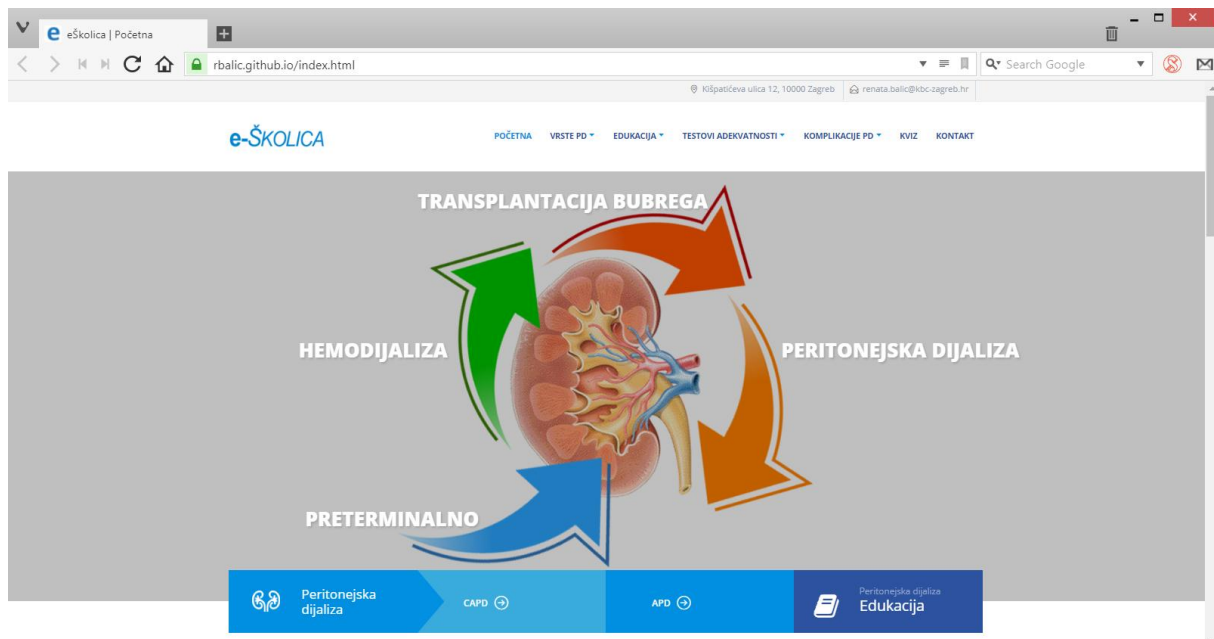 eŠkolica | Početna
rbalic.github.io/index.html
Search Google
Kišpatićeva ulica 12, 10000 Zagreb renata.balic@kbc-zagreb.hr
e-ŠKOLICA
POČETNA VRSTE PD EDUKACIJA TESTOVI ADEKVATNOSTI KOMPLIKACIJE PD KVIZ KONTAKT
TRANSPLANTACIJA BUBREGA
HEMODIJALIZA
PERITONEJSKA DIJALIZA
PRETERMINALNO
Peritonejska
dijaliza
CAPD
APD
Peritonejska dijaliza
Edukacija